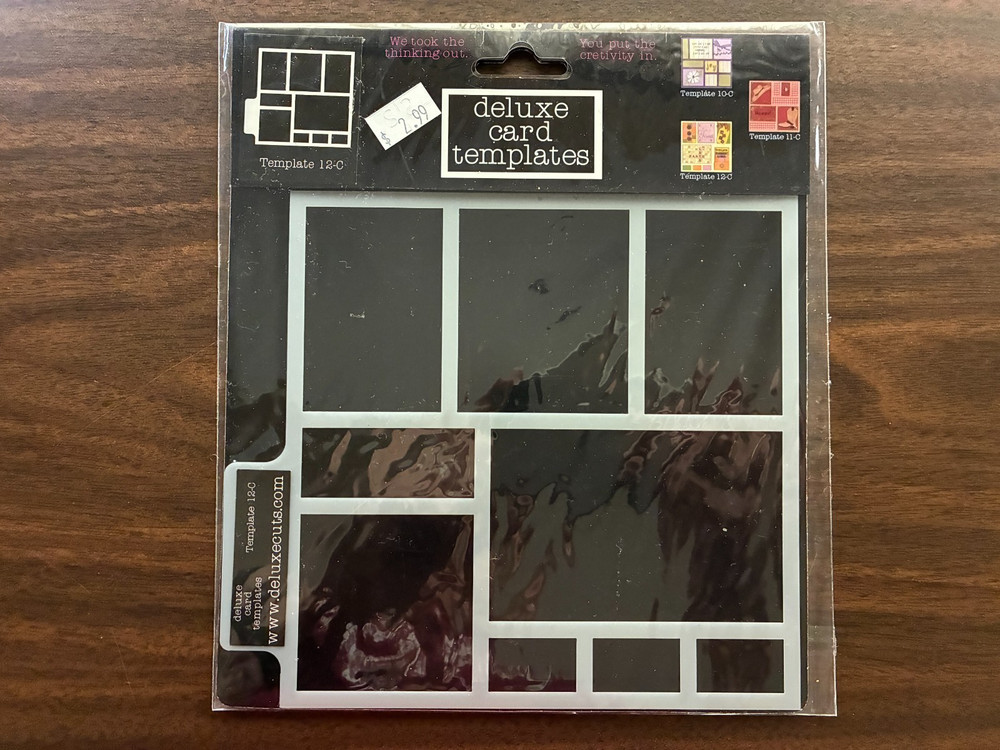 We took the
thinking out.
You put the
cretivity in.
Template 10-C
Template 11-C
Template 12-C
Template 12-C
2.99
deluxe
card
templates
deluxe
card
templates
Template 12-C
www.deluxecuts.com